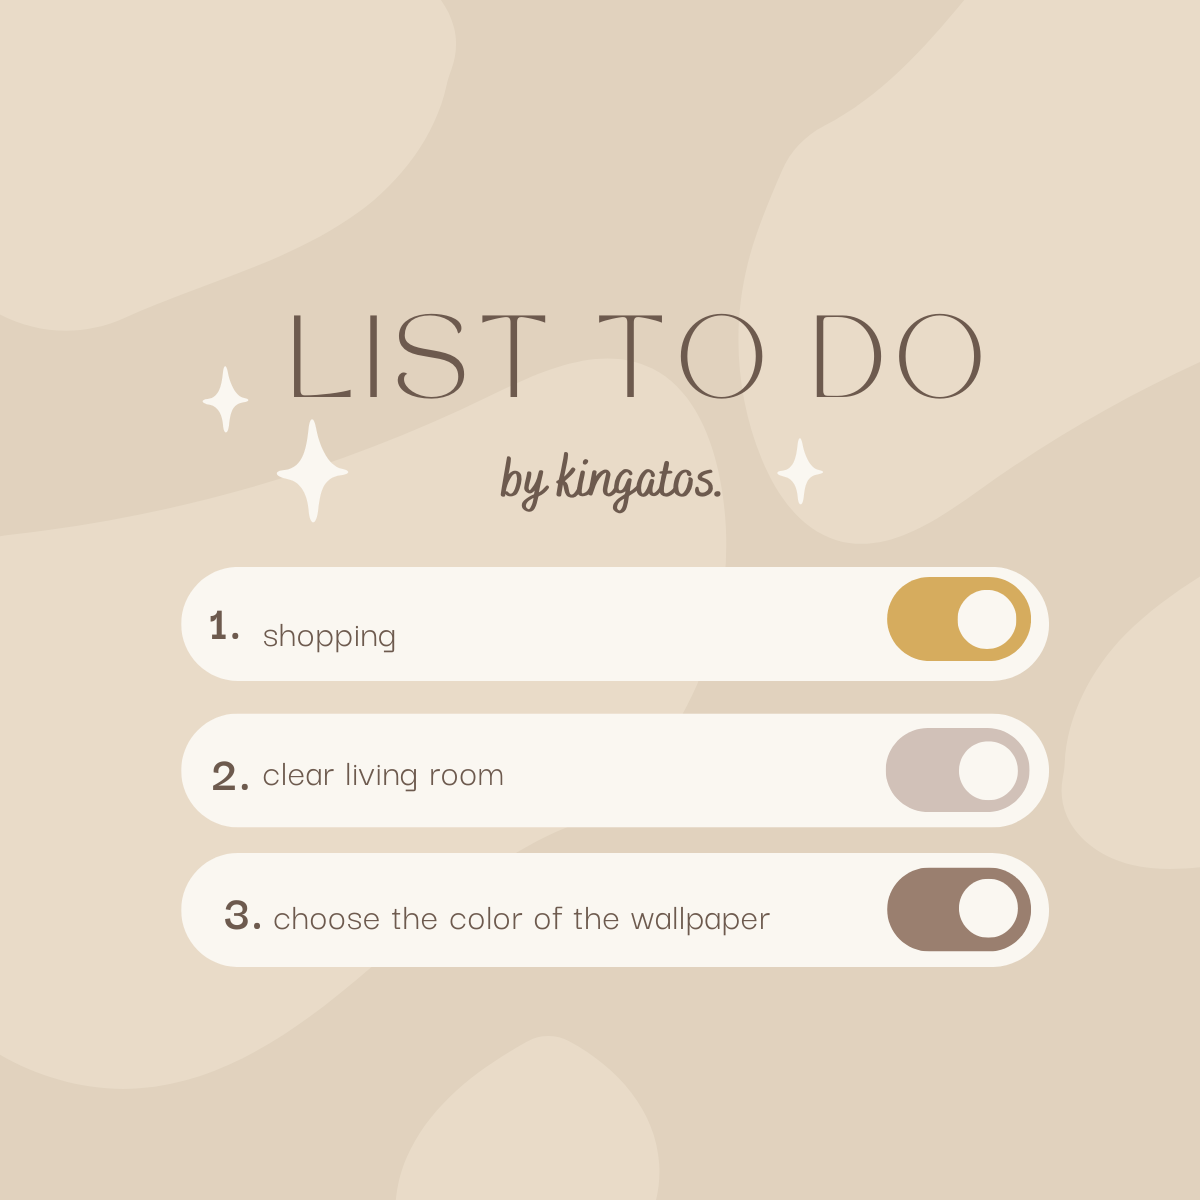 LIST TO DO
by kingatos.
1. shopping
2. clear living room
3. choose the color of the wallpaper